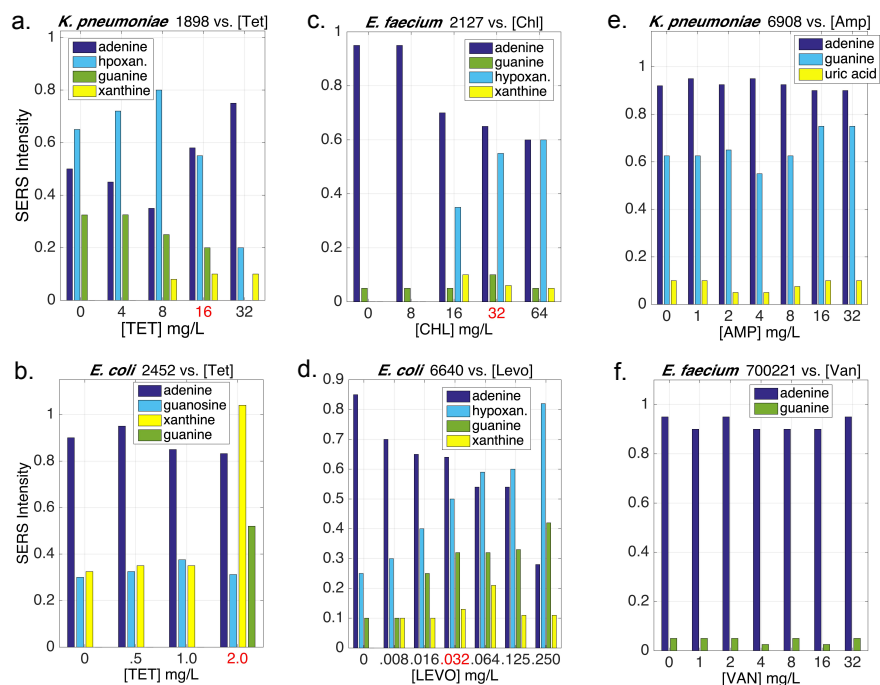 a.
K. pneumoniae 1898 vs. [Tet]
adenine
hpoxan.
guanine
xanthine
1
0.8
0.6
0.4
0.2
0
SERS Intensity
0 4 8 16 32
[TET] mg/L
c.
E. faecium 2127 vs. [Chl]
adenine
guanine
hypoxan.
xanthine
1
0.8
0.6
0.4
0.2
0
0 8 16 32 64
[CHL] mg/L
e.
K. pneumoniae 6908 vs. [Amp]
adenine
guanine
uric acid
1
0.8
0.6
0.4
0.2
0
0 1 2 4 8 16 32
[AMP] mg/L
b.
E. coli 2452 vs. [Tet]
adenine
guanosine
xanthine
guanine
1
0.8
0.6
0.4
0.2
0
SERS Intensity
0 .5 1.0 2.0
[TET] mg/L
d.
E. coli 6640 vs. [Levo]
adenine
hypoxan.
guanine
xanthine
0.9
0.8
0.7
0.6
0.5
0.4
0.3
0.2
0.1
0
0 .008 .016 .032 .064 .125 .250
[LEVO] mg/L
f.
E. faecium 700221 vs. [Van]
adenine
guanine
1
0.8
0.6
0.4
0.2
0
0 1 2 4 8 16 32
[VAN] mg/L